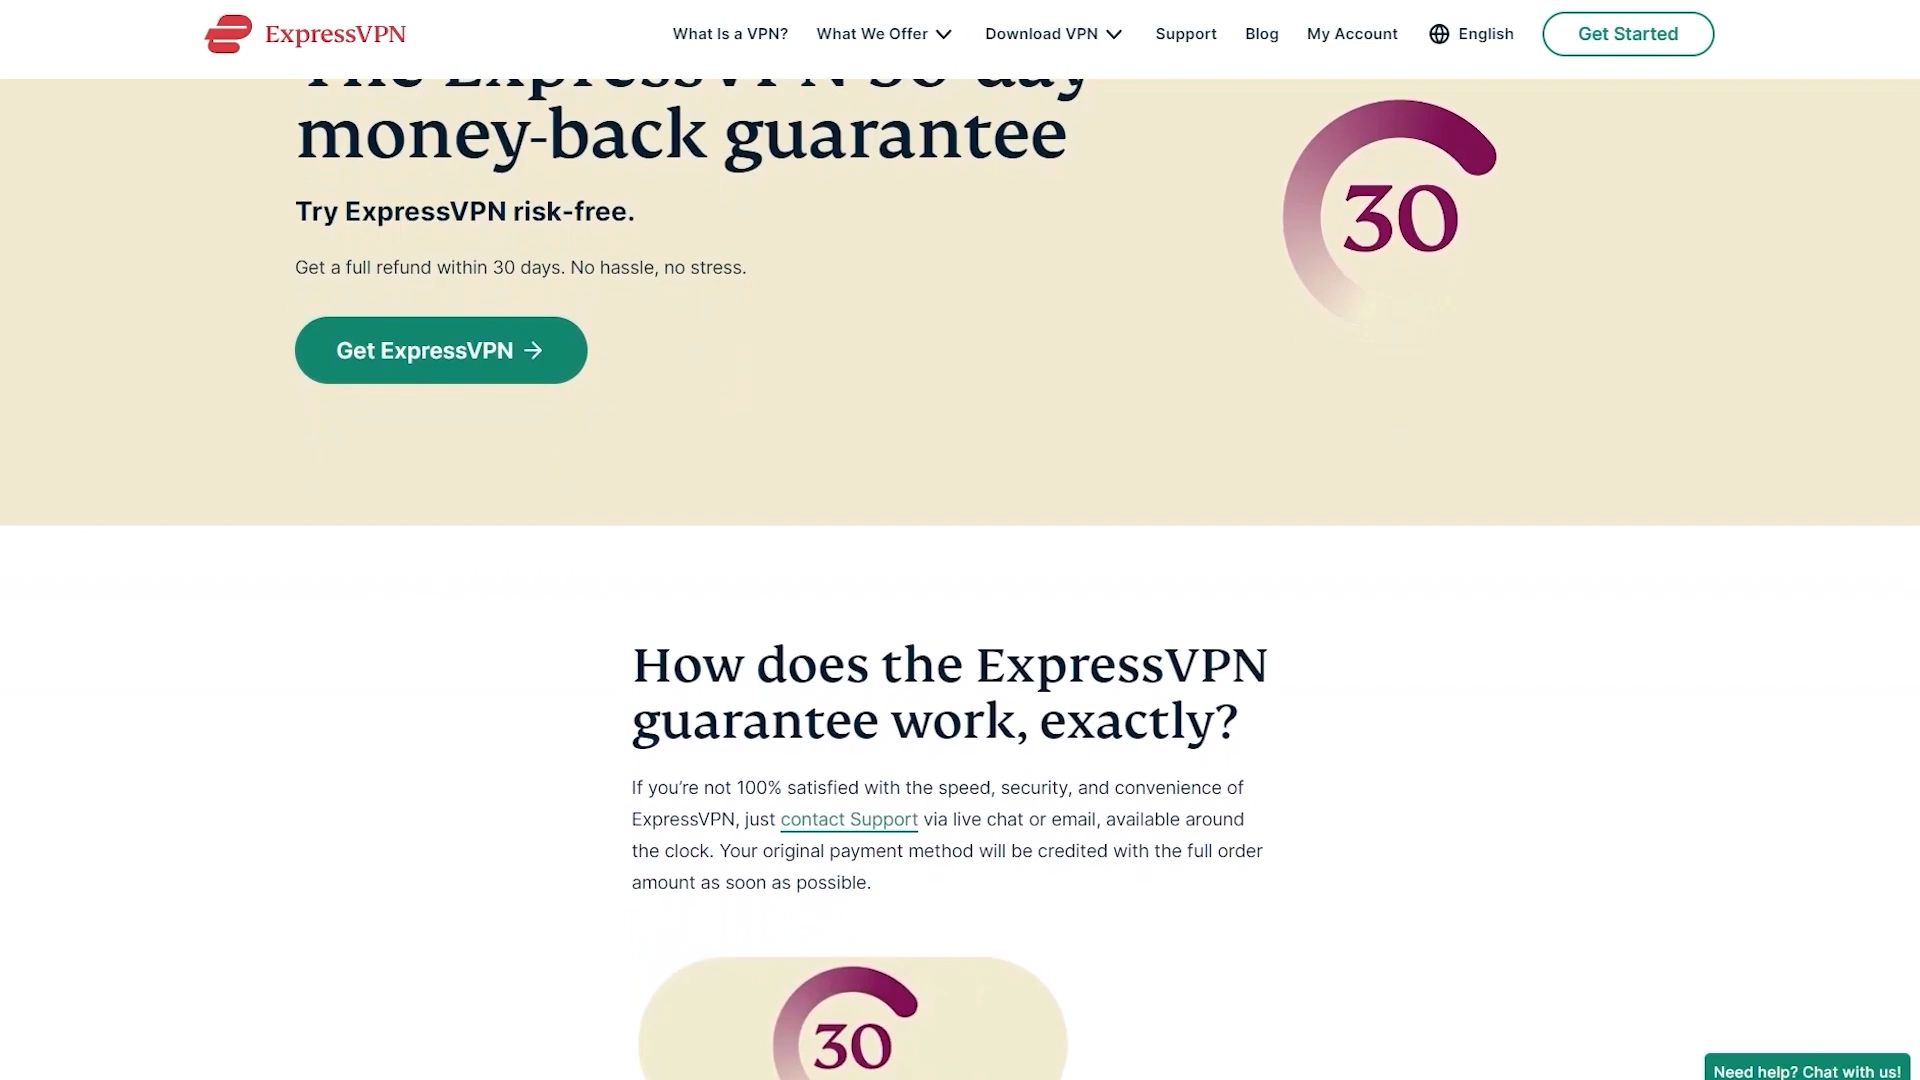 ExpressVPN
What Is a VPN? What We Offer Download VPN Support Blog My Account English Get Started
The ExpressVPN 30-day
money-back guarantee
Try ExpressVPN risk-free.
Get a full refund within 30 days. No hassle, no stress.
Get ExpressVPN →
30
How does the ExpressVPN
guarantee work, exactly?
If you’re not 100% satisfied with the speed, security, and convenience of
ExpressVPN, just contact Support via live chat or email, available around
the clock. Your original payment method will be credited with the full order
amount as soon as possible.
30
Need help? Chat with us!